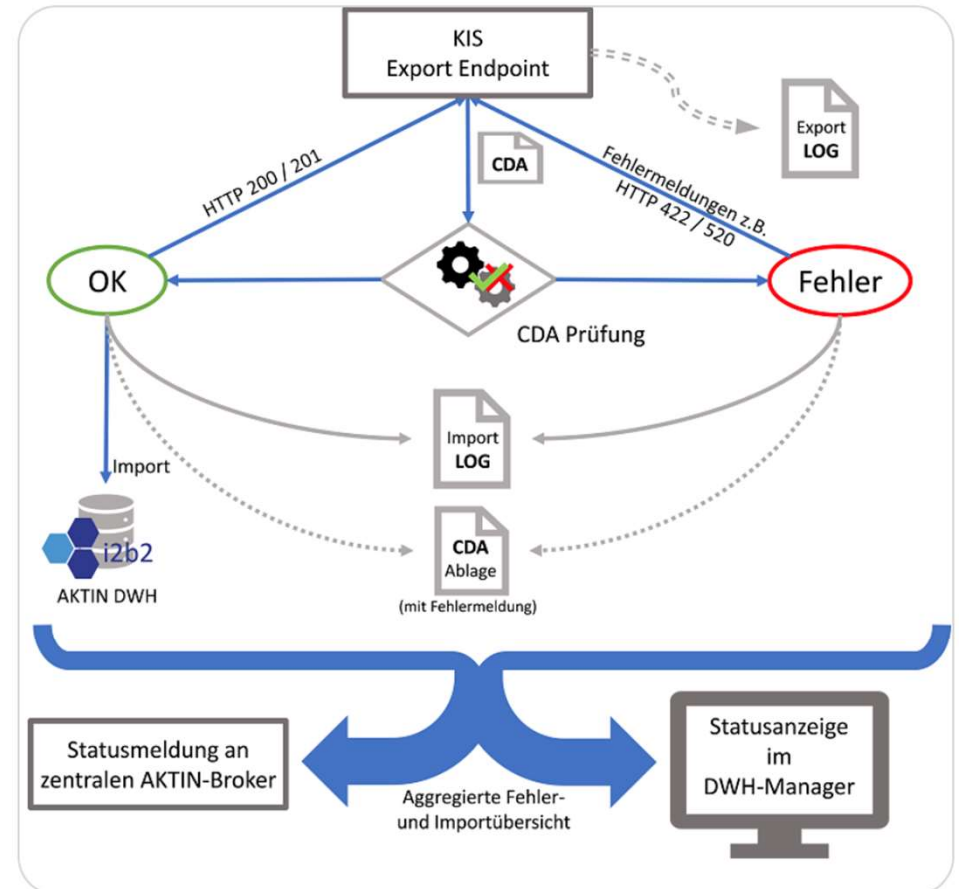 KIS
Export Endpoint
Export
LOG
CDA
HTTP 200 / 201
Fehlermeldungen z.B.
HTTP 422 / 520
OK
Fehler
CDA Prüfung
Import
LOG
Import
i2b2
AKTIN DWH
CDA
Ablage
(mit Fehlermeldung)
Statusmeldung an
zentralen AKTIN-Broker
Aggregierte Fehler-
und Importübersicht
Statusanzeige
im
DWH-Manager